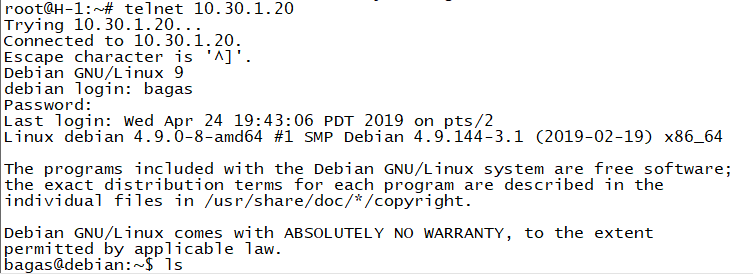 root@H-1:~# telnet 10.30.1.20
Trying 10.30.1.20...
Connected to 10.30.1.20.
Escape character is '^]'.
Debian GNU/Linux 9
debian login: bagas
Password:
Last login: Wed Apr 24 19:43:06 PDT 2019 on pts/2
Linux debian 4.9.0-8-amd64 #1 SMP Debian 4.9.144-3.1 (2019-02-19) x86_64
The programs included with the Debian GNU/Linux system are free software;
the exact distribution terms for each program are described in the
individual files in /usr/share/doc/*/copyright.
Debian GNU/Linux comes with ABSOLUTELY NO WARRANTY, to the extent
permitted by applicable law.
bagas@debian:~$ ls